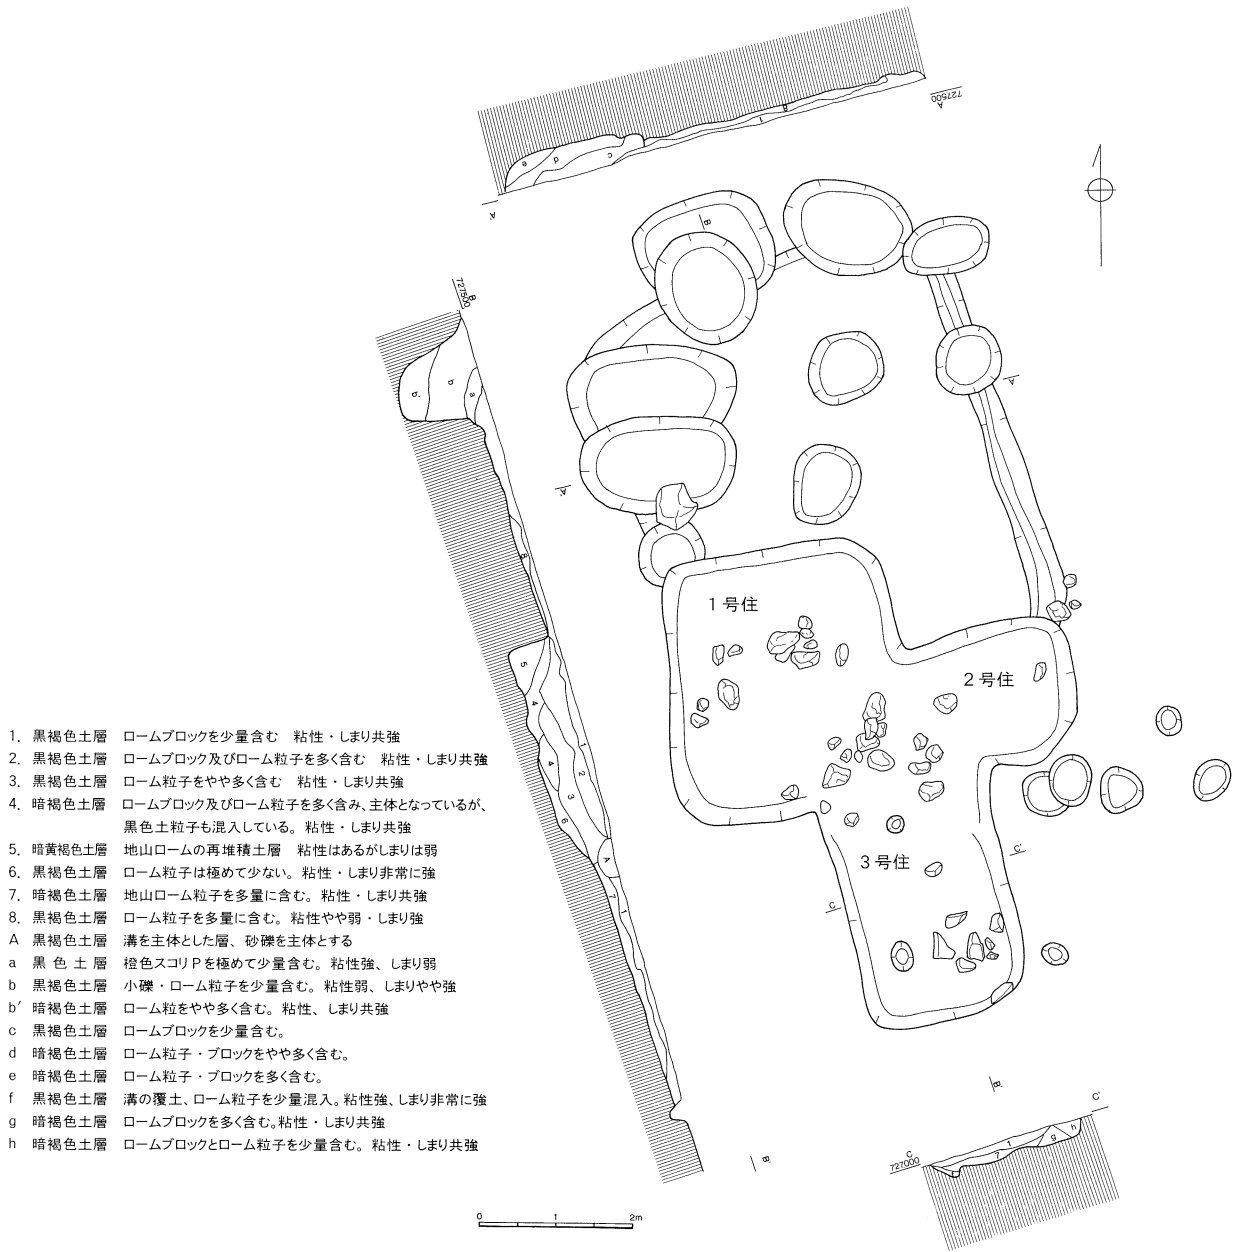 727500
A
8
1
c
d
e
A'
B
727500
B
b
b'
a
A'
A'
8
1号住
2号住
5
4
1
2
4
3
6
A
7
1
3号住
C'
C
1. 黒褐色土層 ロームブロックを少量含む 粘性・しまり共強
2. 黒褐色土層 ロームブロック及びローム粒子を多く含む 粘性・しまり共強
3. 黒褐色土層 ローム粒子をやや多く含む 粘性・しまり共強
4. 暗褐色土層 ロームブロック及びローム粒子を多く含み、主体となっているが、
黒色土粒子も混入している。 粘性・しまり共強
5. 暗黄褐色土層 地山ロームの再堆積土層 粘性はあるがしまりは弱
6. 黒褐色土層 ローム粒子は極めて少ない。 粘性・しまり非常に強
7. 暗褐色土層 地山ローム粒子を多量に含む。 粘性・しまり共強
8. 黒褐色土層 ローム粒子を多量に含む。 粘性やや弱・しまり強
A 黒褐色土層 溝を主体とした層、砂礫を主体とする
a 黒色土層 橙色スコリPを極めて少量含む。 粘性強、しまり弱
b 黒褐色土層 小礫・ローム粒子を少量含む。 粘性弱、しまりやや強
b' 暗褐色土層 ローム粒をやや多く含む。 粘性、しまり共強
c 黒褐色土層 ロームブロックを少量含む。
d 暗褐色土層 ローム粒子・ブロックをやや多く含む。
e 暗褐色土層 ローム粒子・ブロックを多く含む。
f 黒褐色土層 溝の覆土、ローム粒子を少量混入。粘性強、しまり非常に強
g 暗褐色土層 ロームブロックを多く含む。粘性・しまり共強
h 暗褐色土層 ロームブロックとローム粒子を少量含む。 粘性・しまり共強
B'
C'
B'
C
727000
1
7
g
h
0 1 2m